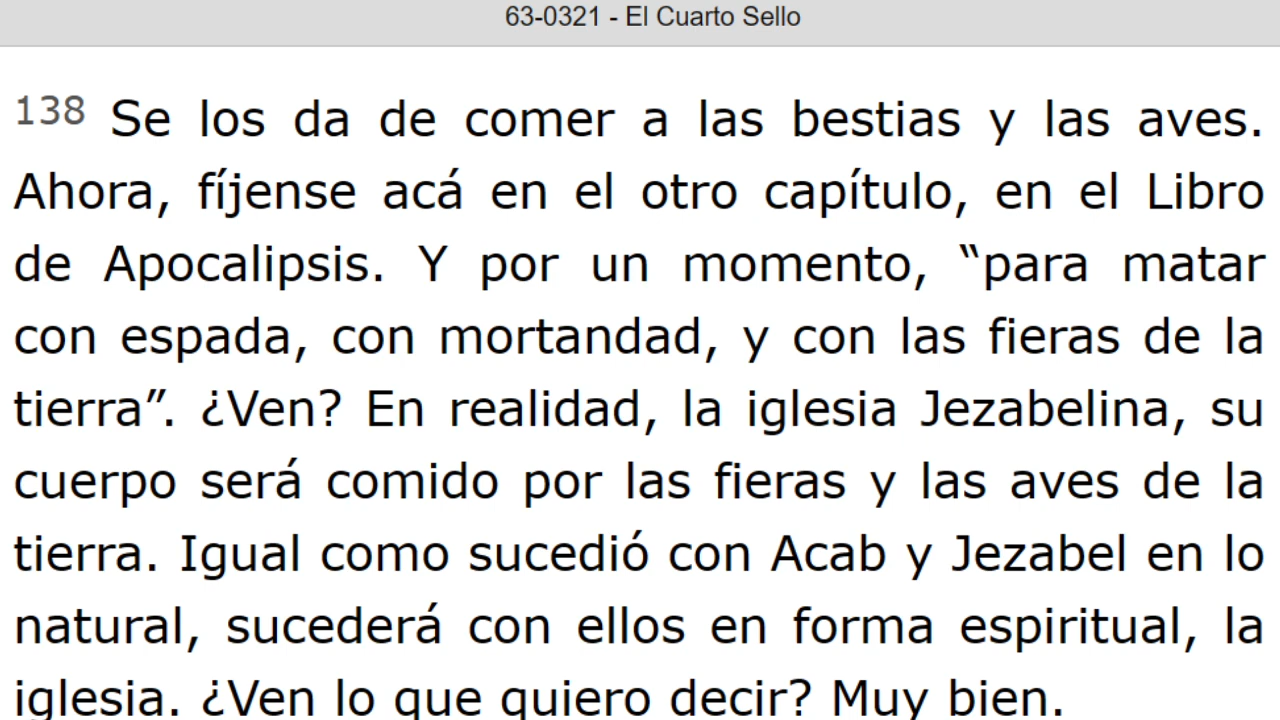 63-0321 - El Cuarto Sello
138 Se los da de comer a las bestias y las aves.
Ahora, fíjense acá en el otro capítulo, en el Libro
de Apocalipsis. Y por un momento, “para matar
con espada, con mortandad, y con las fieras de la
tierra”. ¿Ven? En realidad, la iglesia Jezabelina, su
cuerpo será comido por las fieras y las aves de la
tierra. Igual como sucedió con Acab y Jezabel en lo
natural, sucederá con ellos en forma espiritual, la
iglesia. ¿Ven lo que quiero decir? Muy bien.